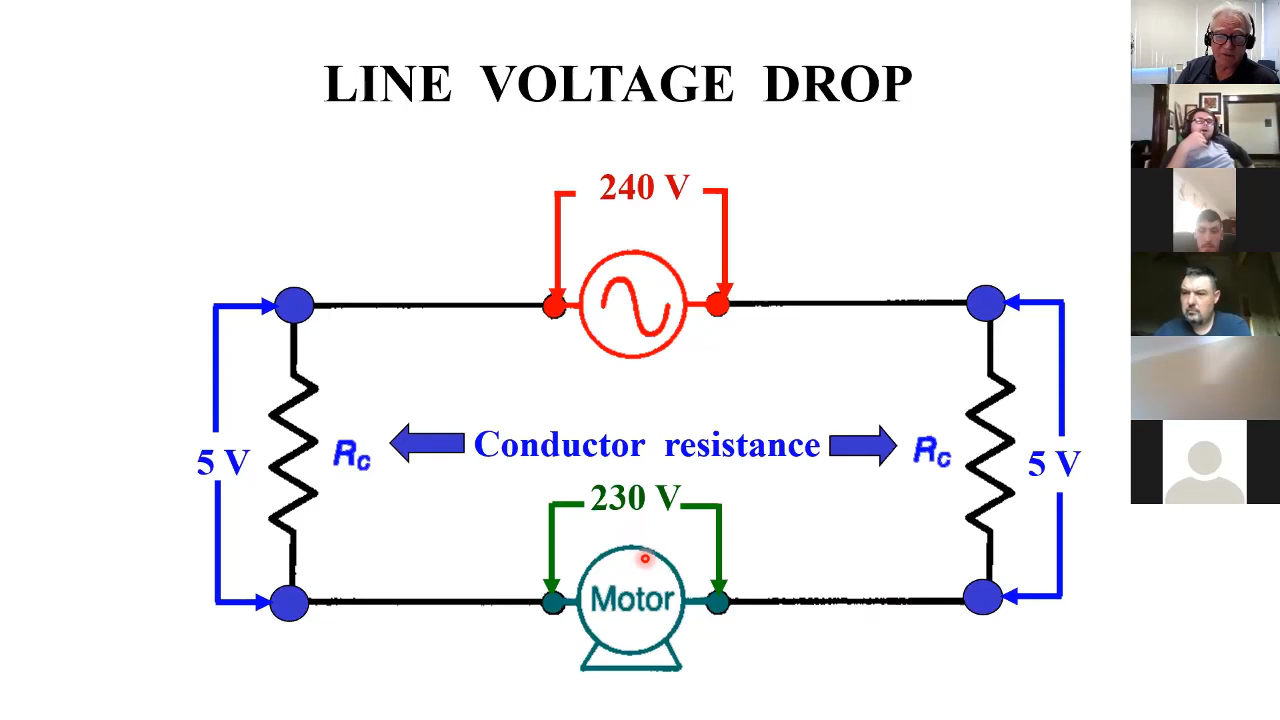 LINE VOLTAGE DROP
240 V
5 V
Rc
Conductor resistance
Rc
5 V
230 V
Motor